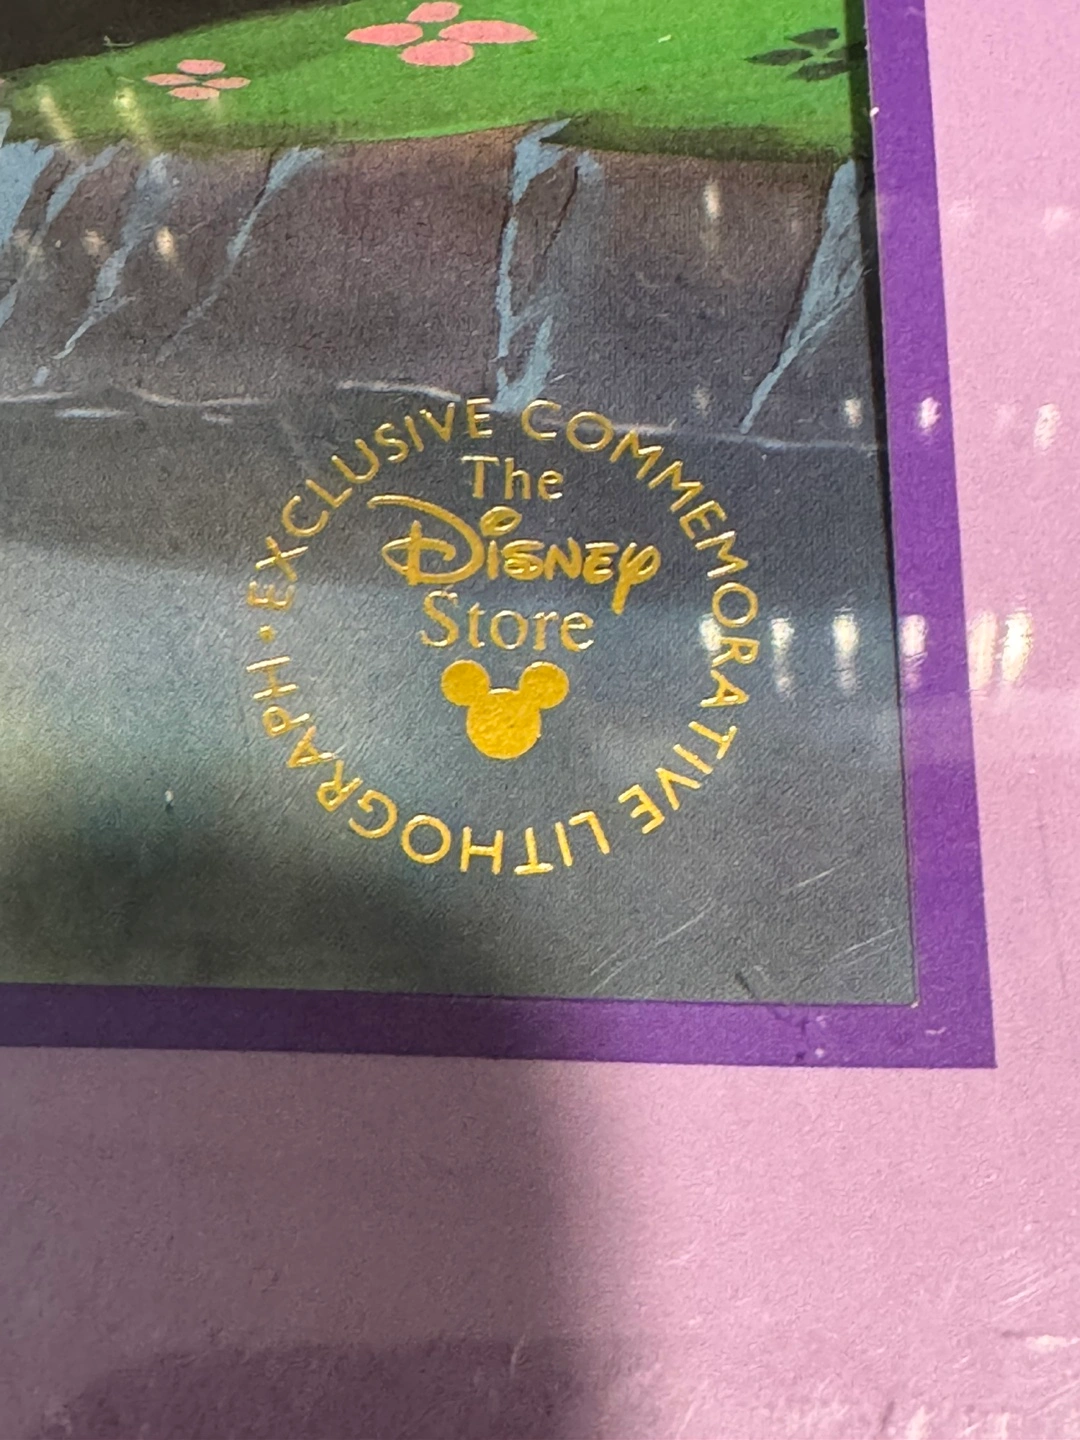 EXCLUSIVE COMMEMORATIVE LITHOGRAPH •
The
Disney
Store